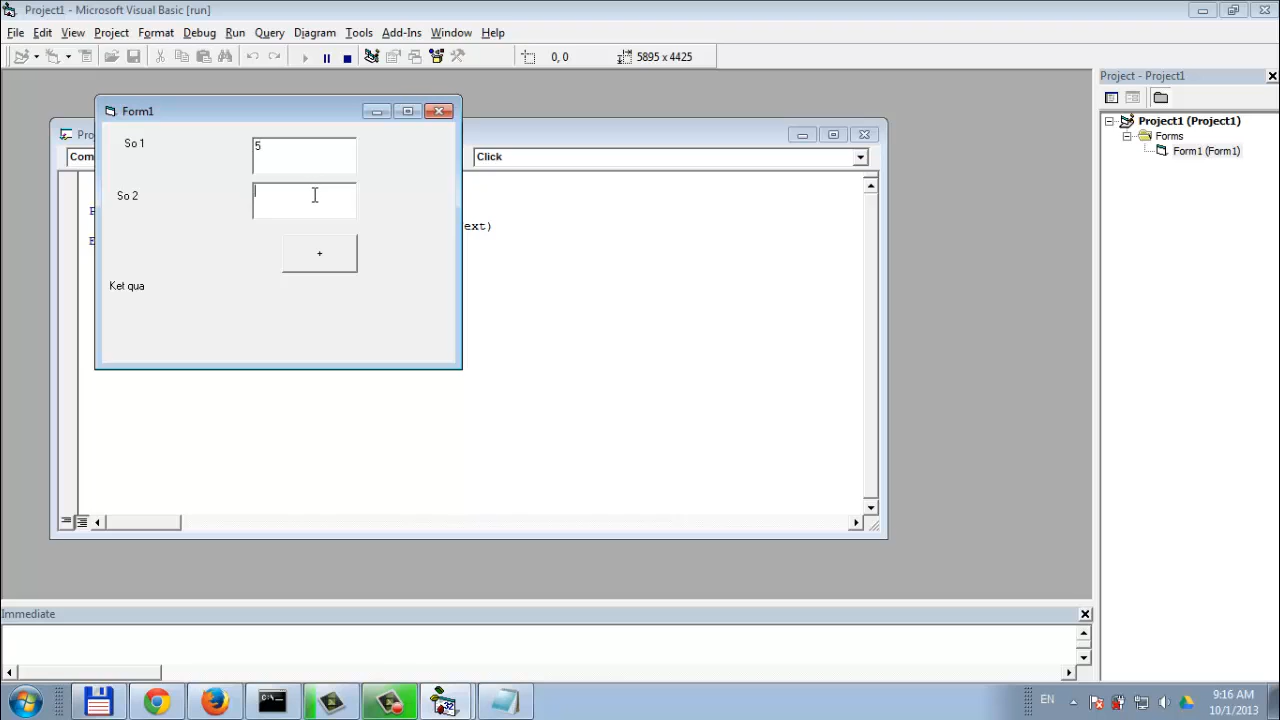 Project1 - Microsoft Visual Basic [run]
File Edit View Project Format Debug Run Query Diagram Tools Add-Ins Window Help
0, 0
5895 x 4425
Project - Project1
Project1 (Project1)
Forms
Form1 (Form1)
Form1
So 1
5
So 2
+
Ket qua
Click
ext)
Immediate
EN
9:16 AM
10/1/2013